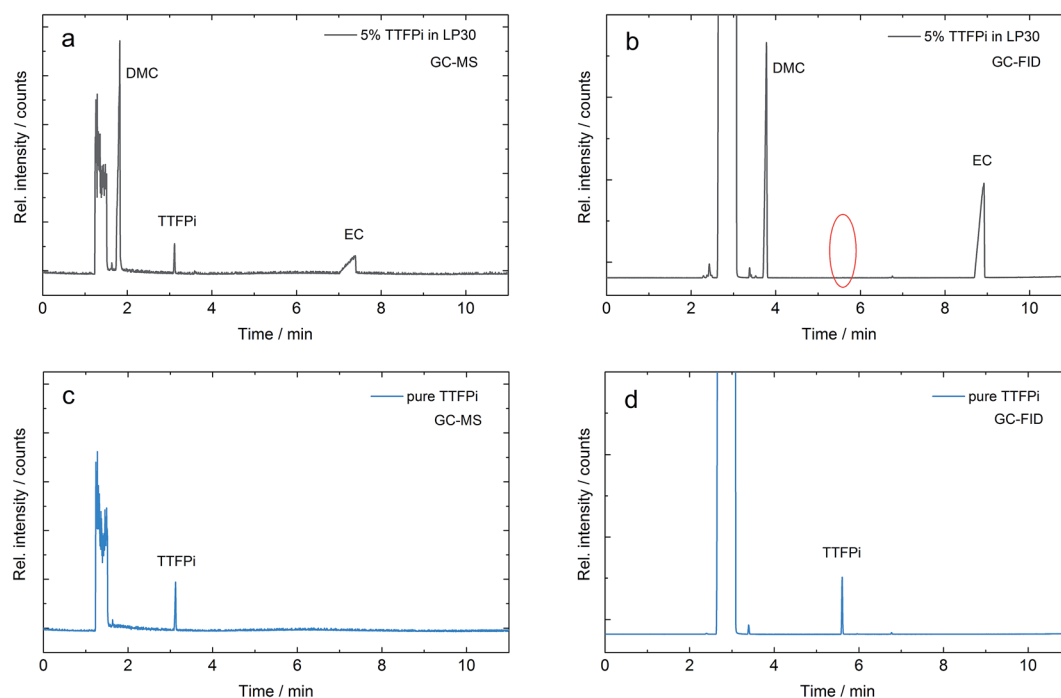 a
5% TTFPi in LP30
GC-MS
DMC
TTFPi
EC
Rel. intensity / counts
0 2 4 6 8 10
Time / min
b
5% TTFPi in LP30
GC-FID
DMC
EC
Rel. intensity / counts
0 2 4 6 8 10
Time / min
c
pure TTFPi
GC-MS
TTFPi
Rel. intensity / counts
0 2 4 6 8 10
Time / min
d
pure TTFPi
GC-FID
TTFPi
Rel. intensity / counts
0 2 4 6 8 10
Time / min